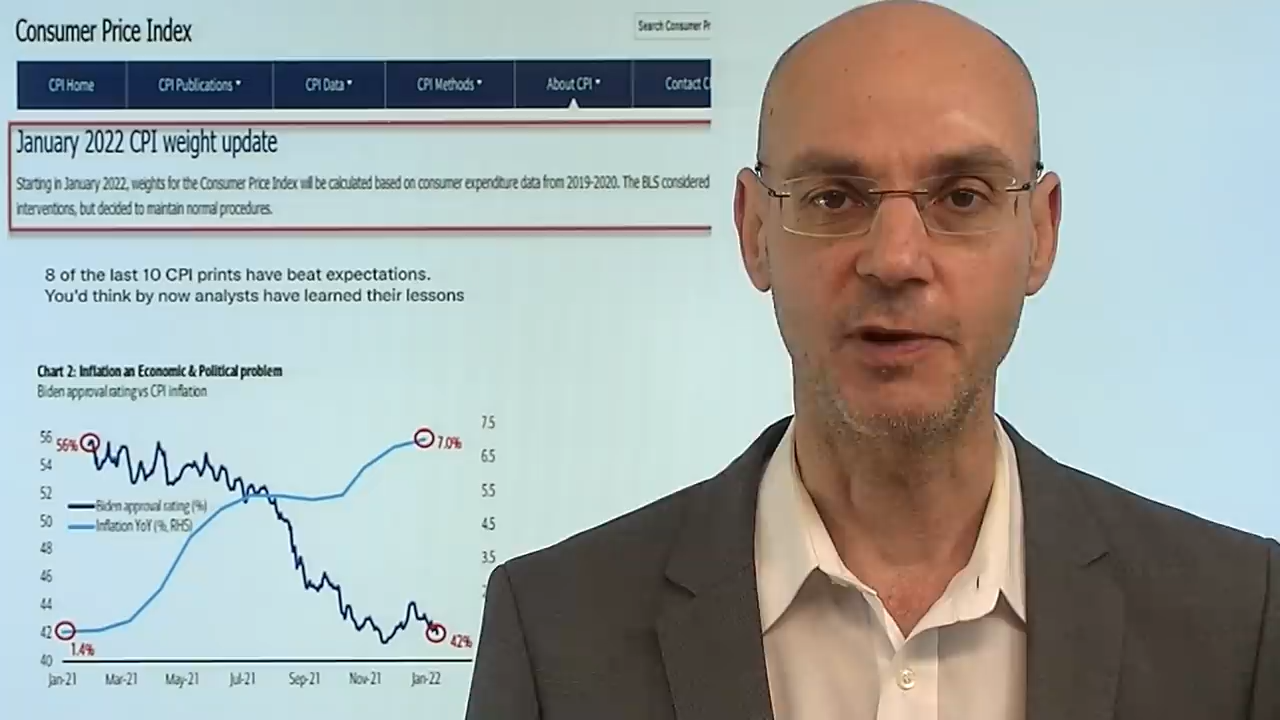 Consumer Price Index
Search Consumer Pr
CPI Home
CPI Publications
CPI Data
CPI Methods
About CPI
Contact C
January 2022 CPI weight update
Starting in January 2022, weights for the Consumer Price Index will be calculated based on consumer expenditure data from 2019-2020. The BLS considered
interventions, but decided to maintain normal procedures.
8 of the last 10 CPI prints have beat expectations.
You'd think by now analysts have learned their lessons
Chart 2: Inflation an Economic & Political problem
Biden approval rating vs CPI inflation
56
54
52
50
48
46
44
42
40
56%
1.4%
Biden approval rating (%)
Inflation YoY (%, RHS)
7.0%
42%
7.5
6.5
5.5
4.5
3.5
Jan-21 Mar-21 May-21 Jul-21 Sep-21 Nov-21 Jan-22